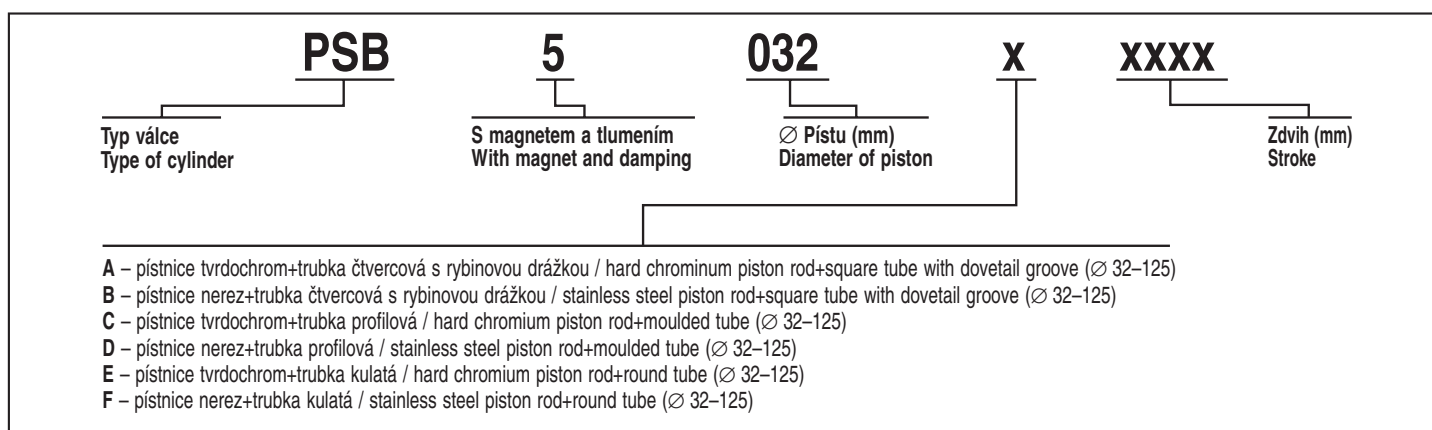 PSB 5 032 x xxxx
Typ válce
Type of cylinder
S magnetem a tlumením
With magnet and damping
∅ Pístu (mm)
Diameter of piston
Zdvih (mm)
Stroke
A – pístnice tvrdochrom+trubka čtvercová s rybinovou drážkou / hard chrominum piston rod+square tube with dovetail groove (∅ 32–125)
B – pístnice nerez+trubka čtvercová s rybinovou drážkou / stainless steel piston rod+square tube with dovetail groove (∅ 32–125)
C – pístnice tvrdochrom+trubka profilová / hard chromium piston rod+moulded tube (∅ 32–125)
D – pístnice nerez+trubka profilová / stainless steel piston rod+moulded tube (∅ 32–125)
E – pístnice tvrdochrom+trubka kulatá / hard chromium piston rod+round tube (∅ 32–125)
F – pístnice nerez+trubka kulatá / stainless steel piston rod+round tube (∅ 32–125)